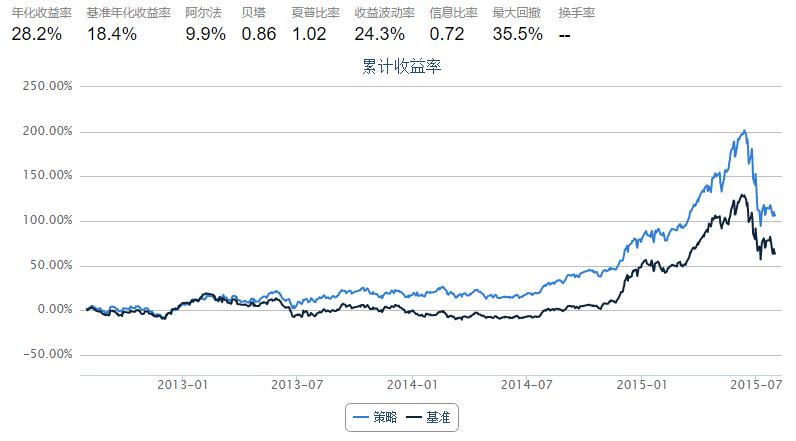 年化收益率 基准年化收益率 阿尔法 贝塔 夏普比率 收益波动率 信息比率 最大回撤 换手率
28.2% 18.4% 9.9% 0.86 1.02 24.3% 0.72 35.5% --
累计收益率
250.00%
200.00%
150.00%
100.00%
50.00%
0.00%
-50.00%
2013-01 2013-07 2014-01 2014-07 2015-01 2015-07
策略 基准